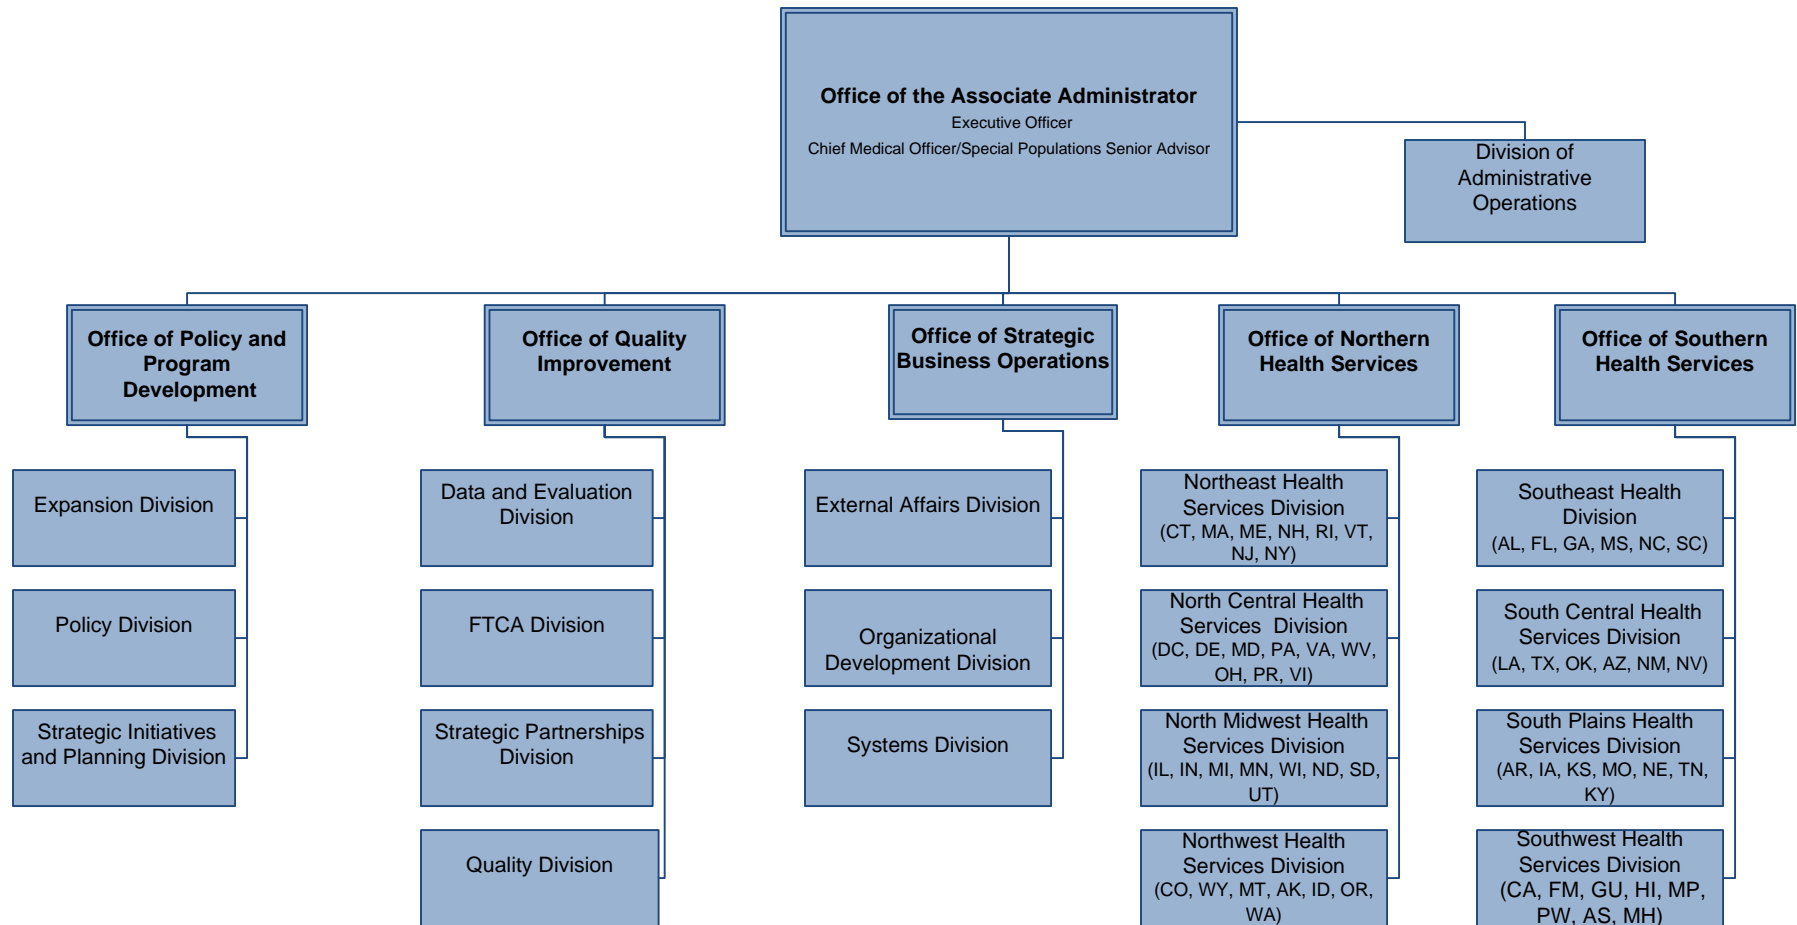 Office of the Associate Administrator
Executive Officer
Chief Medical Officer/Special Populations Senior Advisor
Division of
Administrative
Operations
Office of Policy and
Program
Development
Office of Quality
Improvement
Office of Strategic
Business Operations
Office of Northern
Health Services
Office of Southern
Health Services
Expansion Division
Policy Division
Strategic Initiatives
and Planning Division
Data and Evaluation
Division
FTCA Division
Strategic Partnerships
Division
Quality Division
External Affairs Division
Organizational
Development Division
Systems Division
Northeast Health
Services Division
(CT, MA, ME, NH, RI, VT,
NJ, NY)
North Central Health
Services  Division
(DC, DE, MD, PA, VA, WV,
OH, PR, VI)
North Midwest Health
Services Division
(IL, IN, MI, MN, WI, ND, SD,
UT)
Northwest Health
Services Division
(CO, WY, MT, AK, ID, OR,
WA)
Southeast Health
Division
(AL, FL, GA, MS, NC, SC)
South Central Health
Services Division
(LA, TX, OK, AZ, NM, NV)
South Plains Health
Services Division
(AR, IA, KS, MO, NE, TN,
KY)
Southwest Health
Services Division
(CA, FM, GU, HI, MP,
PW, AS, MH)